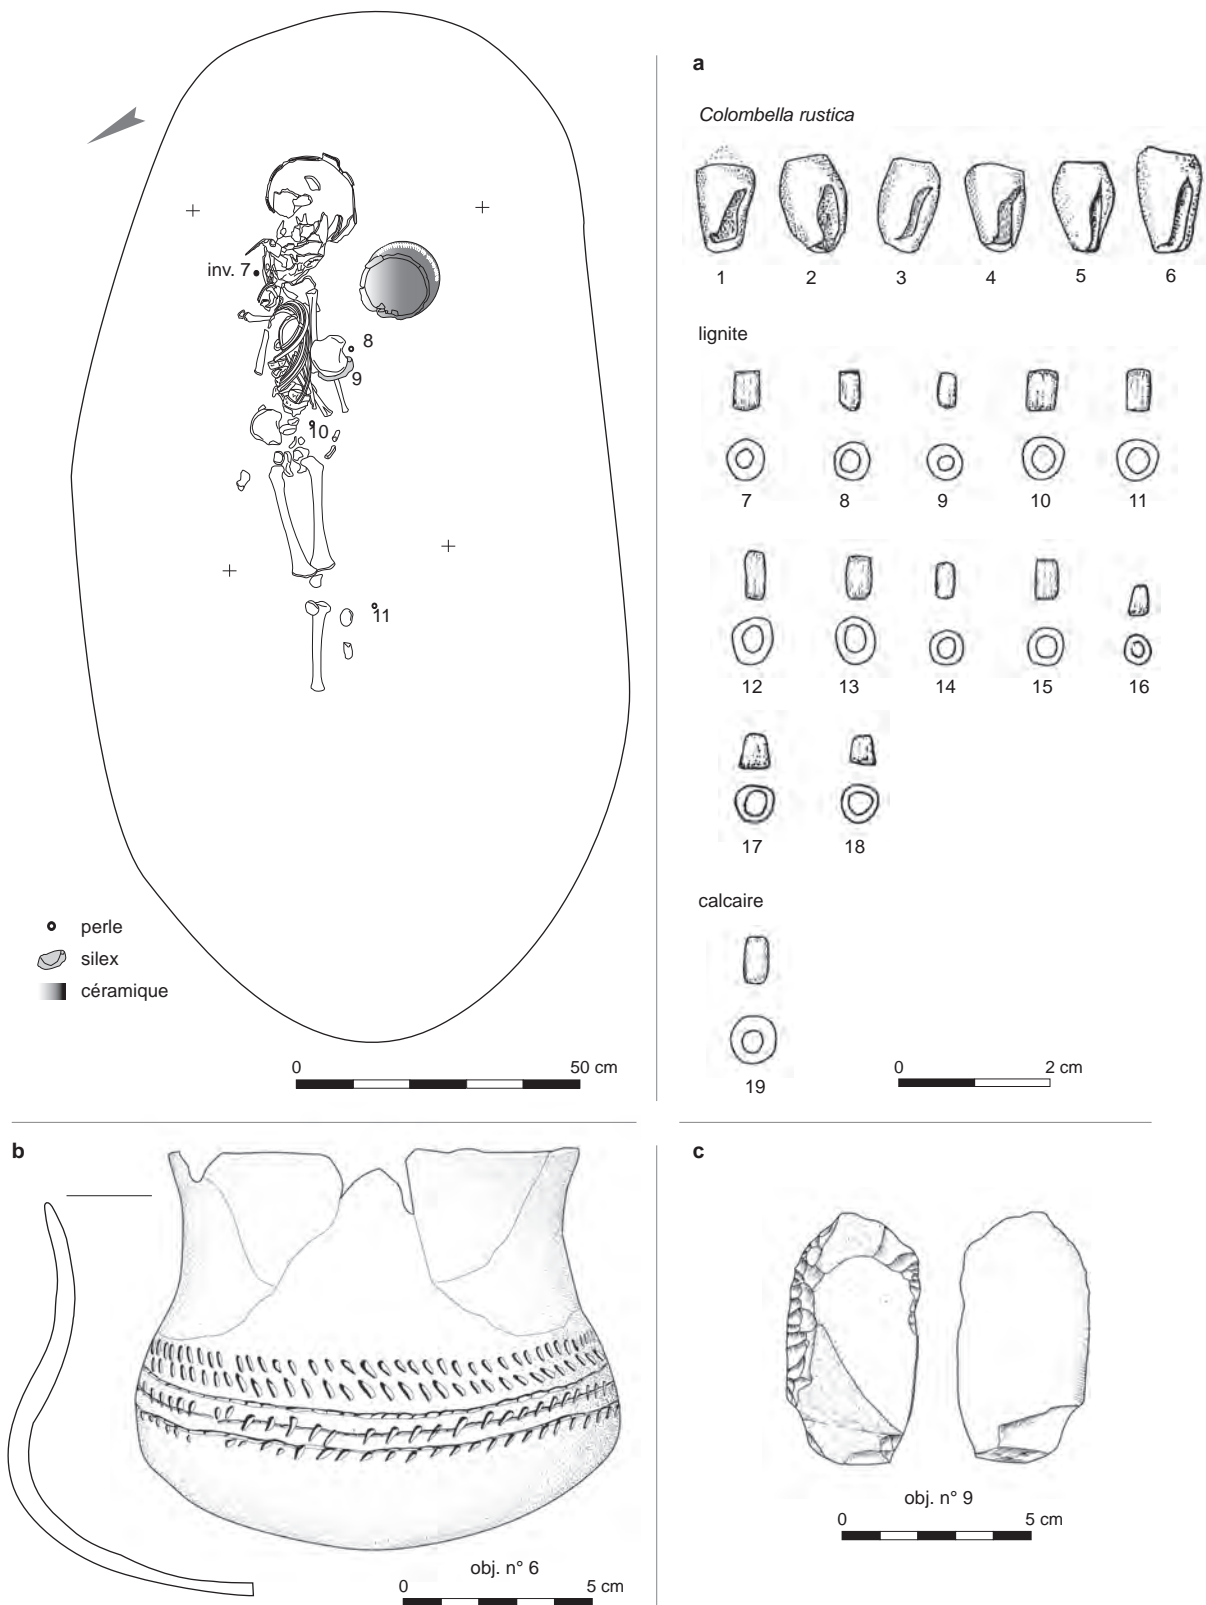 inv. 7
8
9
10
11
perle
silex
céramique
0 50 cm
a
Colombella rustica
1 2 3 4 5 6
lignite
7 8 9 10 11
12 13 14 15 16
17 18
calcaire
19
0 2 cm
b
obj. n° 6
0 5 cm
c
obj. n° 9
0 5 cm